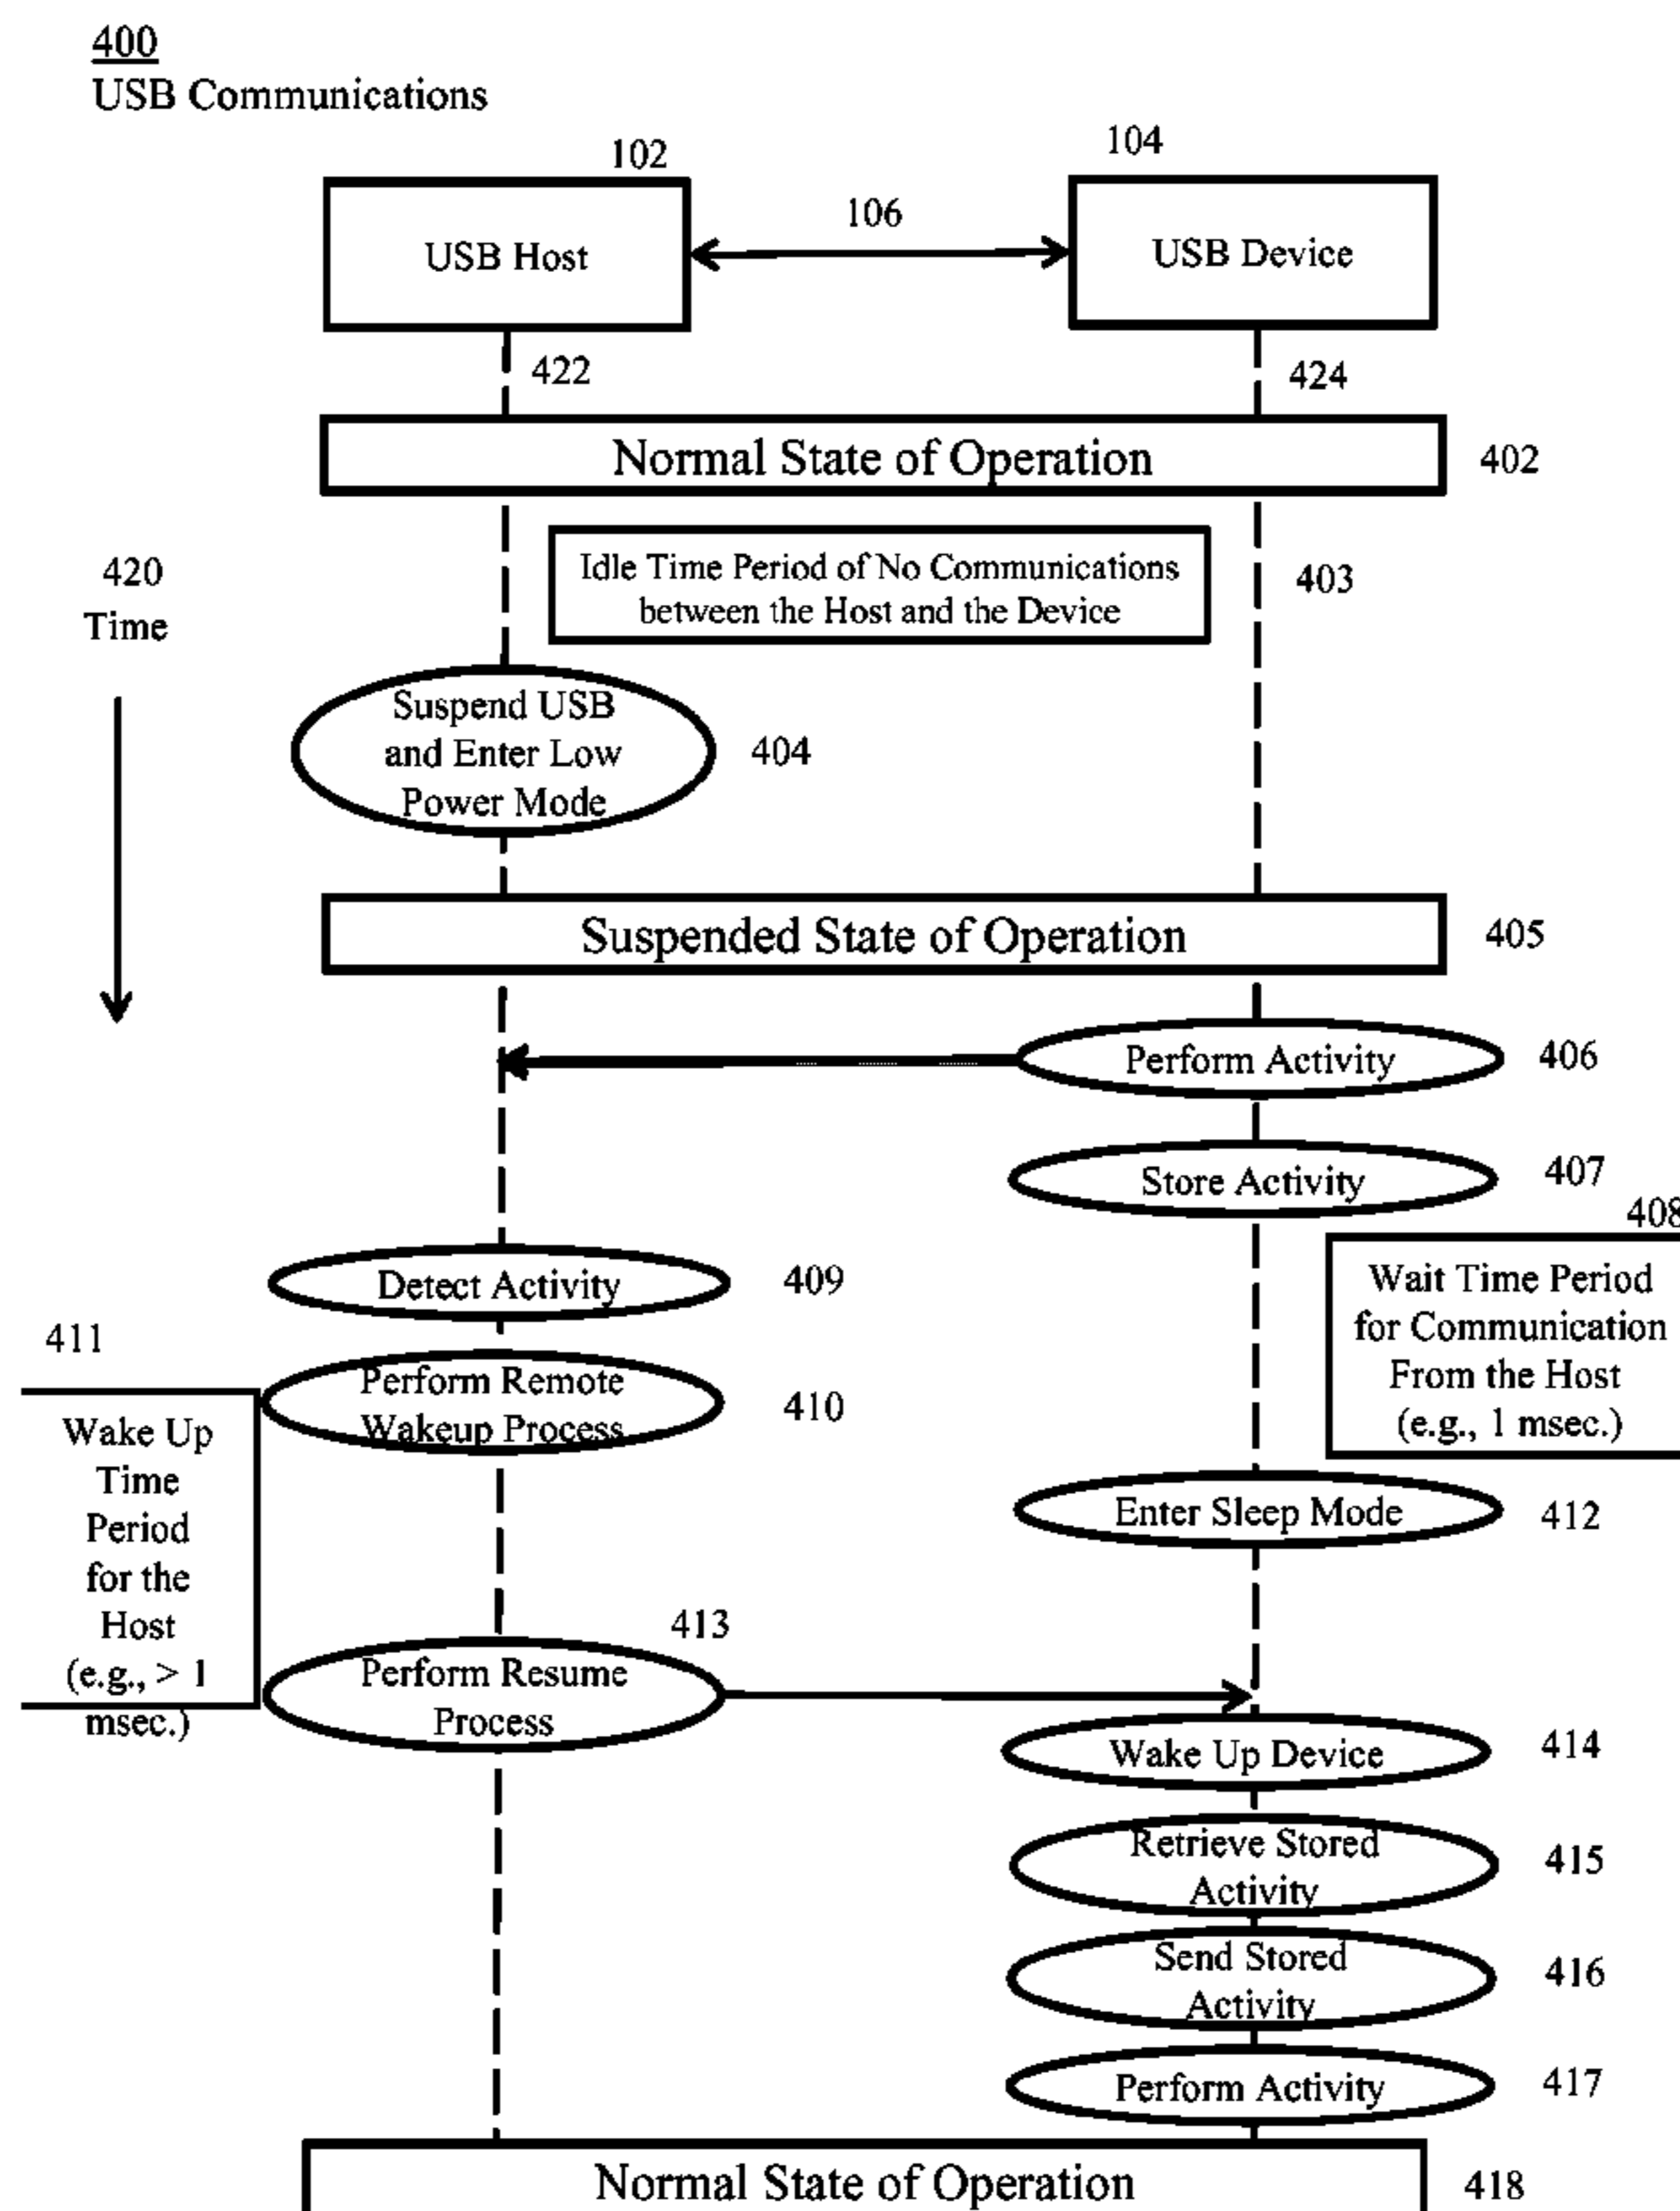 400
USB Communications
102
104
106
USB Host
USB Device
422
424
Normal State of Operation
402
Idle Time Period of No Communications
between the Host and the Device
403
420
Time
Suspend USB
and Enter Low
Power Mode
404
Suspended State of Operation
405
Perform Activity
406
Store Activity
407
408
Wait Time Period
for Communication
From the Host
(e.g., 1 msec.)
Detect Activity
409
411
Perform Remote
Wakeup Process
410
Wake Up
Time
Period
for the
Host
(e.g., > 1
msec.)
Enter Sleep Mode
412
413
Perform Resume
Process
Wake Up Device
414
Retrieve Stored
Activity
415
Send Stored
Activity
416
Perform Activity
417
Normal State of Operation
418